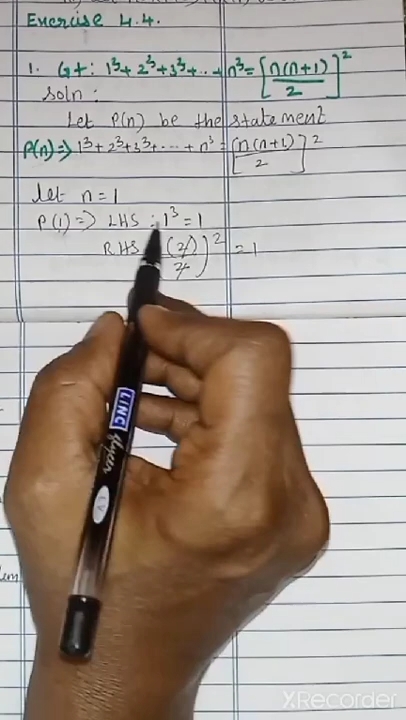 Exercise 4.4.
1. Gt: 1³+2³+3³+...+n³=[n(n+1)/2]²
Soln:
Let P(n) be the statement
P(n)=> 1³+2³+3³+...+n³=[n(n+1)/2]²
let n=1
P(1)=> LHS : 1³=1
RHS (2/2)² =1
LINC
XRecorder